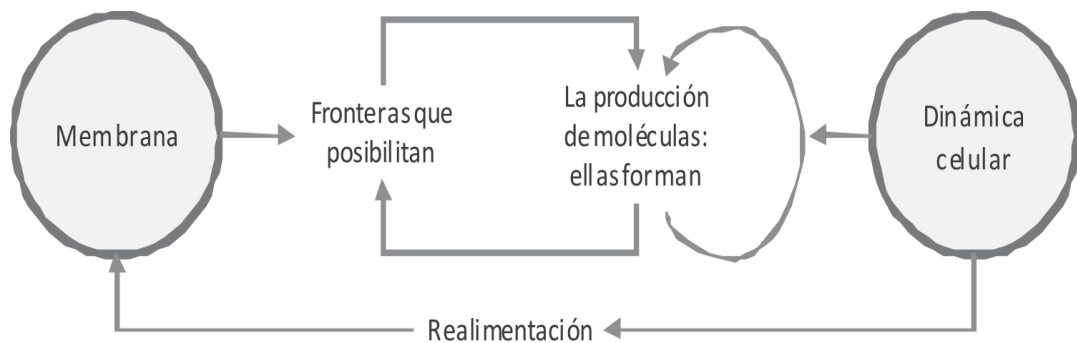 Membrana
Fronteras que
posibilitan
La producción
de moléculas:
ellas forman
Dinámica
celular
Realimentación